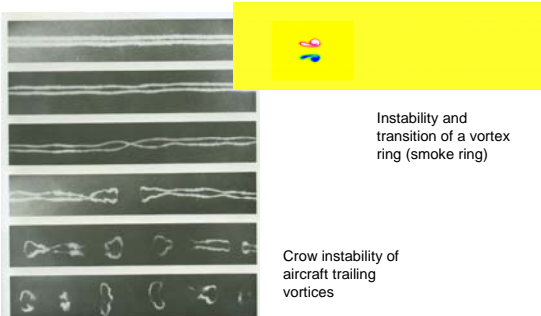 Instability and
transition of a vortex
ring (smoke ring)
Crow instability of
aircraft trailing
vortices